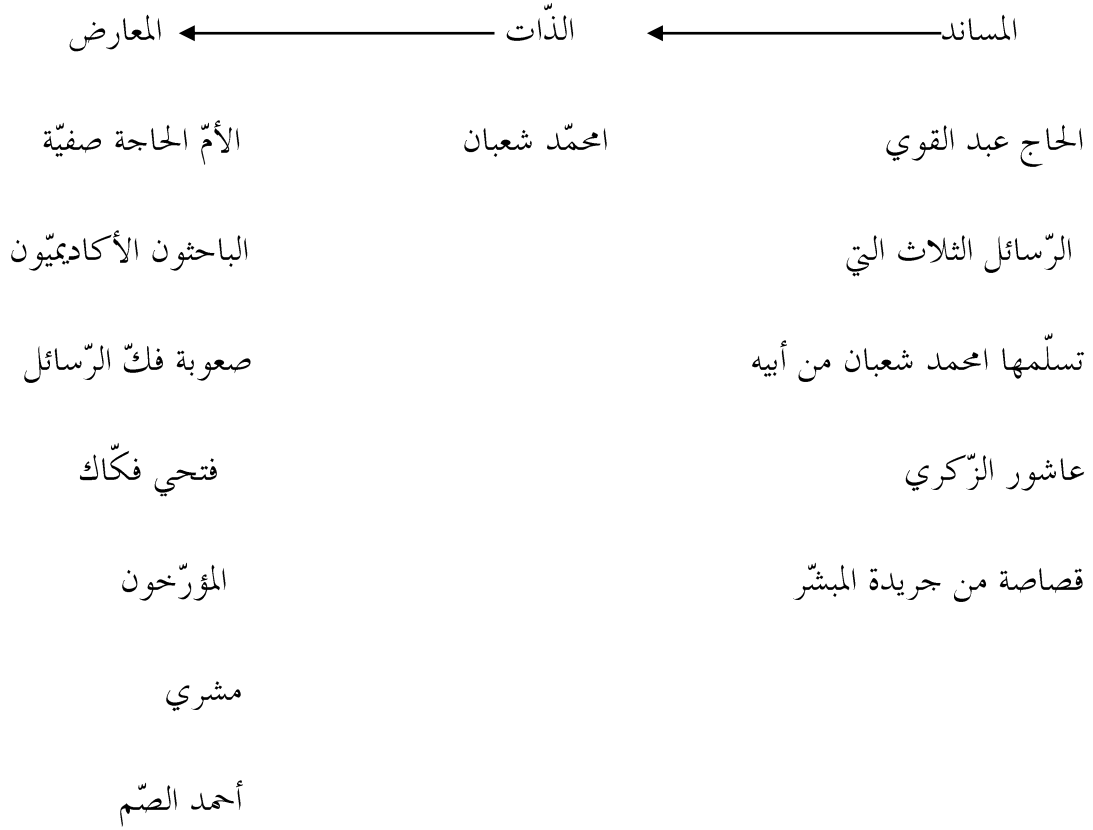 المساند الذّات المعارض
الحاج عبد القوي امحمّد شعبان الأمّ الحاجة صفيّة
الرّسائل الثلاث التي الباحثون الأكاديميّون
تسلّمها امحمد شعبان من أبيه صعوبة فكّ الرّسائل
عاشور الزّكري فتحي فكّاك
قصاصة من جريدة المبشّر المؤرّخون
مشري
أحمد الصّم